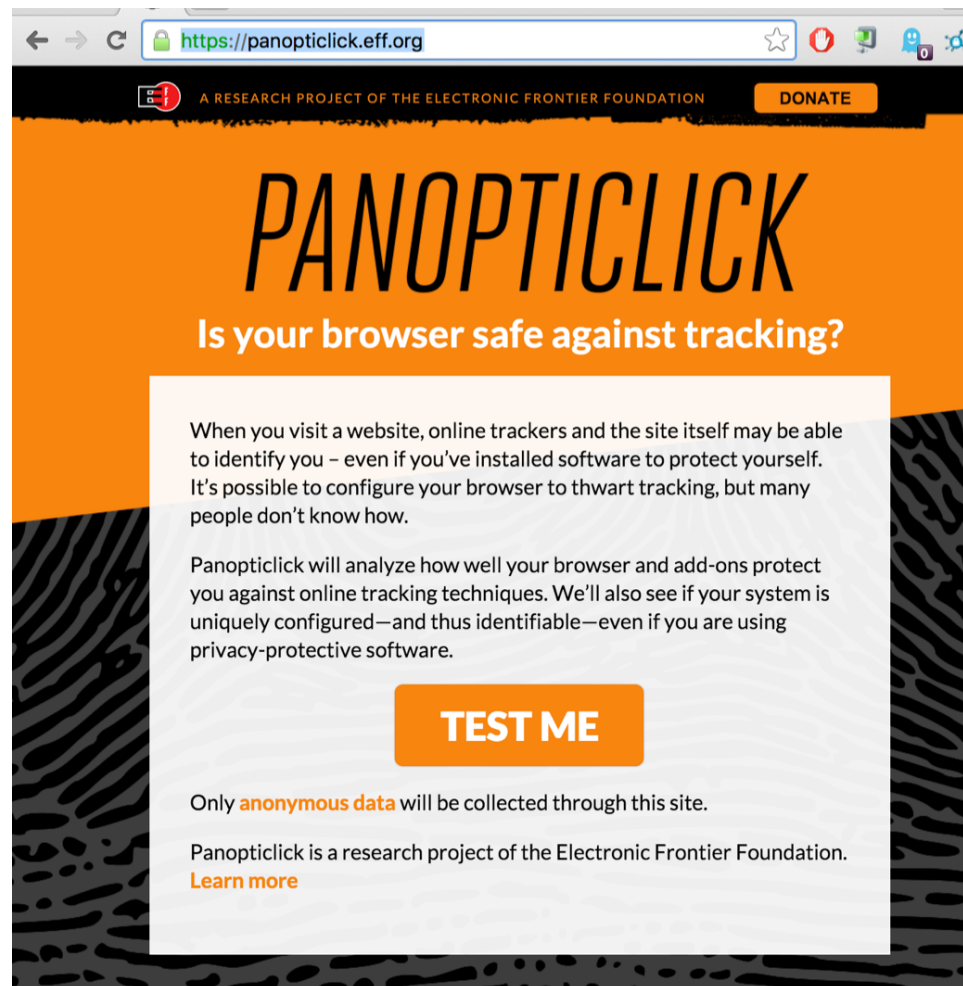 https://panopticlick.eff.org
0
EFF
A RESEARCH PROJECT OF THE ELECTRONIC FRONTIER FOUNDATION
DONATE
PANOPTICLICK
Is your browser safe against tracking?
When you visit a website, online trackers and the site itself may be able
to identify you – even if you’ve installed software to protect yourself.
It’s possible to configure your browser to thwart tracking, but many
people don’t know how.
Panopticlick will analyze how well your browser and add-ons protect
you against online tracking techniques. We’ll also see if your system is
uniquely configured—and thus identifiable—even if you are using
privacy-protective software.
TEST ME
Only anonymous data will be collected through this site.
Panopticlick is a research project of the Electronic Frontier Foundation.
Learn more